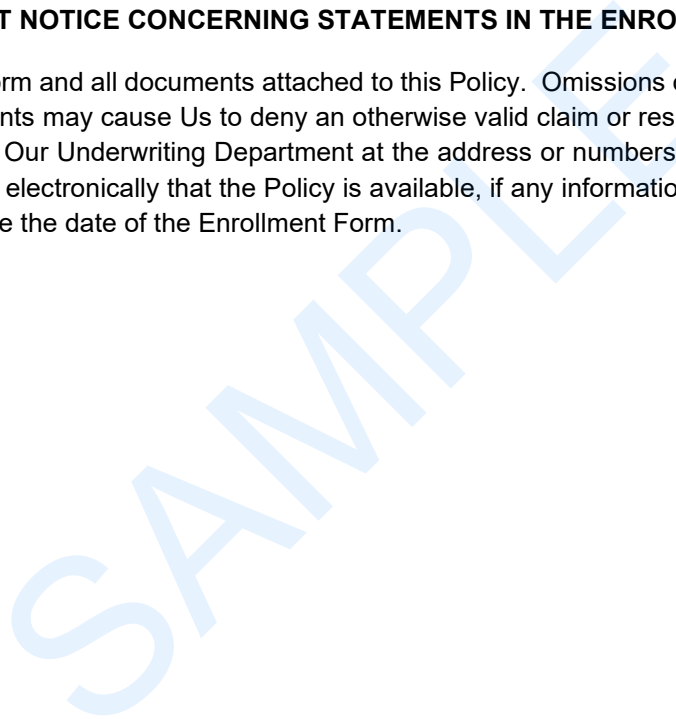 T NOTICE CONCERNING STATEMENTS IN THE ENRO
orm and all documents attached to this Policy. Omissions
nts may cause Us to deny an otherwise valid claim or res
Our Underwriting Department at the address or numbers
electronically that the Policy is available, if any informatio
e the date of the Enrollment Form.
SAMPLE